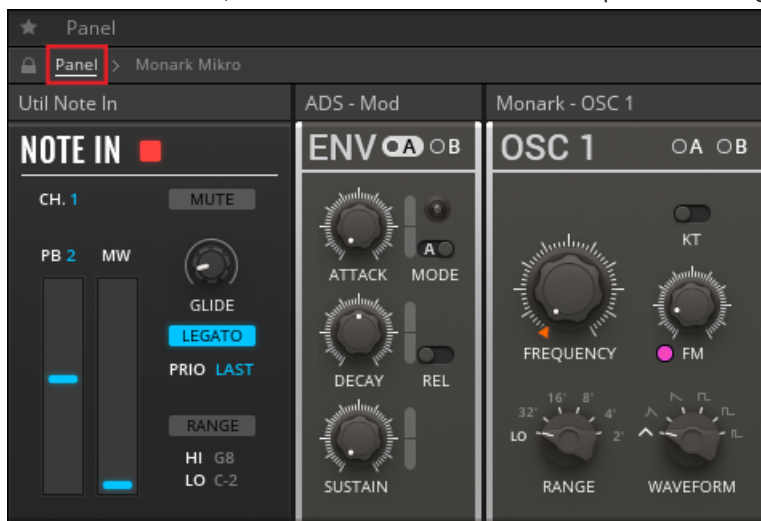 Panel
Panel > Monark Mikro
Util Note In
ADS - Mod
Monark - OSC 1
NOTE IN
CH. 1
MUTE
PB 2 MW
GLIDE
LEGATO
PRIO LAST
RANGE
HI G8
LO C-2
ENV A B
A
ATTACK MODE
DECAY REL
SUSTAIN
OSC 1 A B
KT
FREQUENCY FM
16' 8'
32' 4'
LO 2'
RANGE WAVEFORM